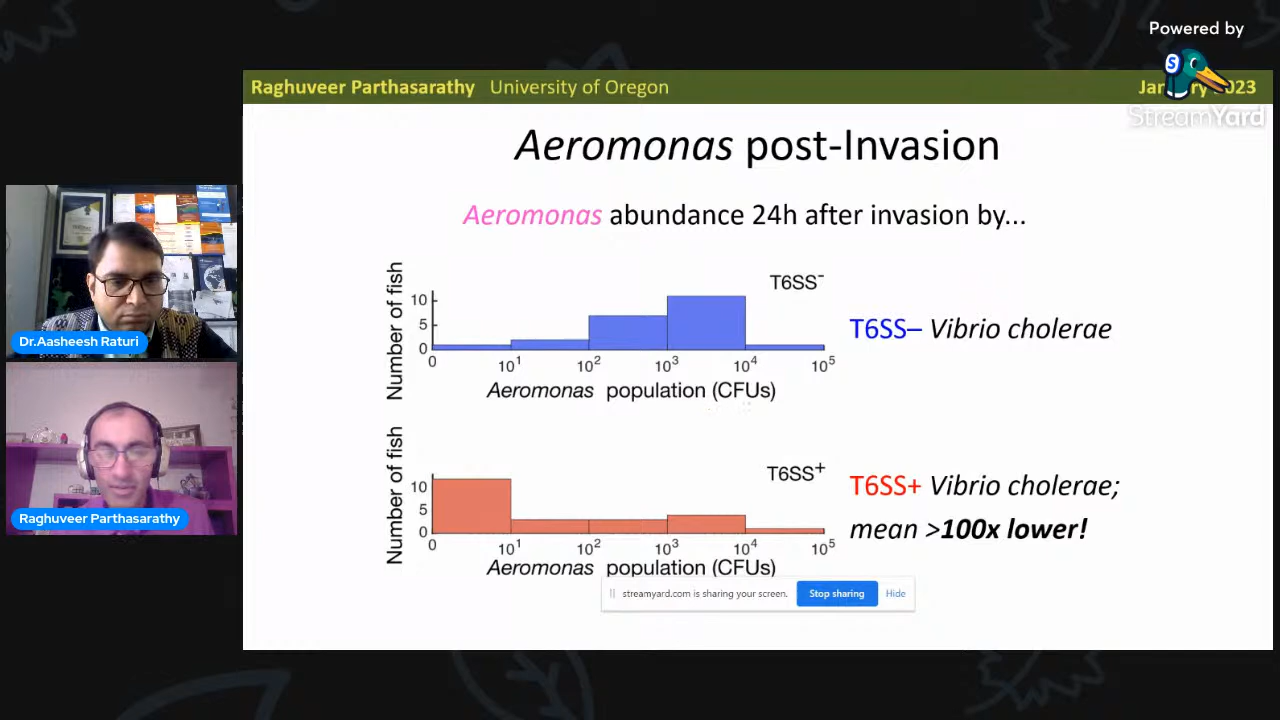 Powered by
StreamYard
Raghuveer Parthasarathy University of Oregon
2023
Aeromonas post-Invasion
Aeromonas abundance 24h after invasion by...
Number of fish
10
5
0
T6SS⁻
0 10¹ 10² 10³ 10⁴ 10⁵
Aeromonas population (CFUs)
T6SS– Vibrio cholerae
Number of fish
10
5
0
T6SS⁺
0 10¹ 10² 10³ 10⁴ 10⁵
Aeromonas population (CFUs)
T6SS+ Vibrio cholerae;
mean >100x lower!
streamyard.com is sharing your screen.
Stop sharing
Hide
Dr.Aasheesh Raturi
Raghuveer Parthasarathy